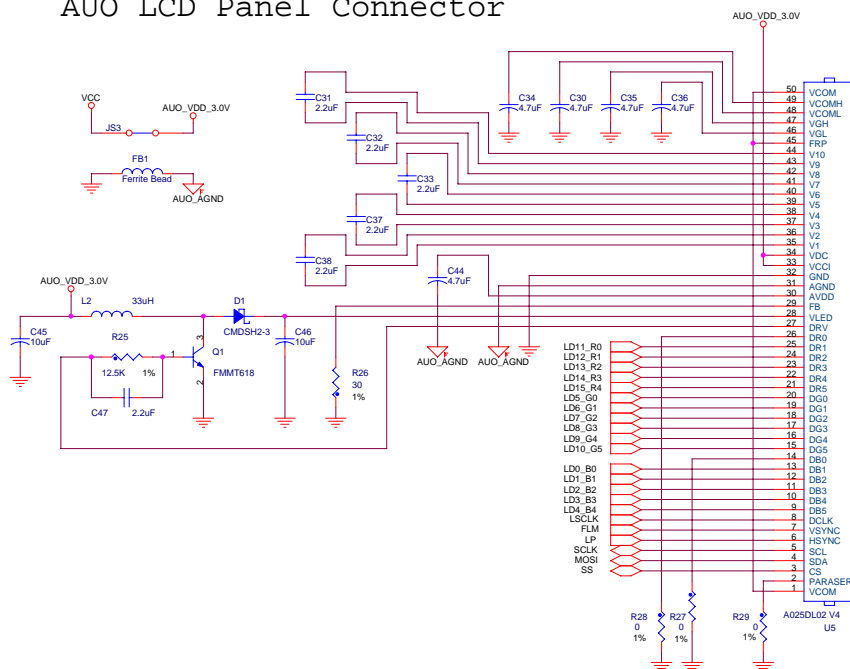 AUO LCD Panel Connector
AUO_VDD_3.0V
VCC
AUO_VDD_3.0V
JS3
FB1
Ferrite Bead
AUO_AGND
C31
2.2uF
C32
2.2uF
C33
2.2uF
C37
2.2uF
C38
2.2uF
C34
4.7uF
C30
4.7uF
C35
4.7uF
C36
4.7uF
C44
4.7uF
AUO_AGND
AUO_AGND
AUO_VDD_3.0V
L2
33uH
D1
CMDSH2-3
C45
10uF
R25
12.5K
1%
C47
2.2uF
1
3
2
Q1
FMMT618
C46
10uF
R26
30
1%
LD11_R0
LD12_R1
LD13_R2
LD14_R3
LD15_R4
LD5_G0
LD6_G1
LD7_G2
LD8_G3
LD9_G4
LD10_G5
LD0_B0
LD1_B1
LD2_B2
LD3_B3
LD4_B4
LSCLK
FLM
LP
SCLK
MOSI
SS
50 VCOM
49 VCOMH
48 VCOML
47 VGH
46 VGL
45 FRP
44 V10
43 V9
42 V8
41 V7
40 V6
39 V5
38 V4
37 V3
36 V2
35 V1
34 VDC
33 VCCI
32 GND
31 AGND
30 AVDD
29 FB
28 VLED
27 DRV
26 DR0
25 DR1
24 DR2
23 DR3
22 DR4
21 DR5
20 DG0
19 DG1
18 DG2
17 DG3
16 DG4
15 DG5
14 DB0
13 DB1
12 DB2
11 DB3
10 DB4
9 DB5
8 DCLK
7 VSYNC
6 HSYNC
5 SCL
4 SDA
3 CS
2 PARASER
1 VCOM
A025DL02 V4
U5
R28
0
1%
R27
0
1%
R29
0
1%